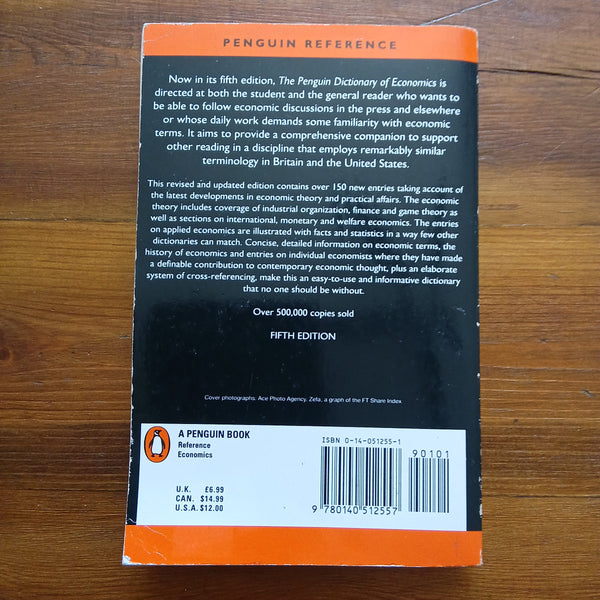 PENGUIN REFERENCE
Now in its fifth edition, The Penguin Dictionary of Economics is
directed at both the student and the general reader who wants to
be able to follow economic discussions in the press and elsewhere
or whose daily work demands some familiarity with economic
terms. It aims to provide a comprehensive companion to support
other reading in a discipline that employs remarkably similar
terminology in Britain and the United States.
This revised and updated edition contains over 150 new entries taking account of
the latest developments in economic theory and practical affairs. The economic
theory includes coverage of industrial organization, finance and game theory as
well as sections on international, monetary and welfare economics. The entries
on applied economics are illustrated with facts and statistics in a way few other
dictionaries can match. Concise, detailed information on economic terms, the
history of economics and entries on individual economists where they have made
a definable contribution to contemporary economic thought, plus an elaborate
system of cross-referencing, make this an easy-to-use and informative dictionary
that no one should be without.
Over 500,000 copies sold
FIFTH EDITION
Cover photographs. Ace Photo Agency, Zefa, a graph of the FT Share Index
A PENGUIN BOOK
Reference
Economics
U.K. £6.99
CAN. $14.99
U.S.A. $12.00
ISBN 0-14-051255-1
90101
9 780140 512557